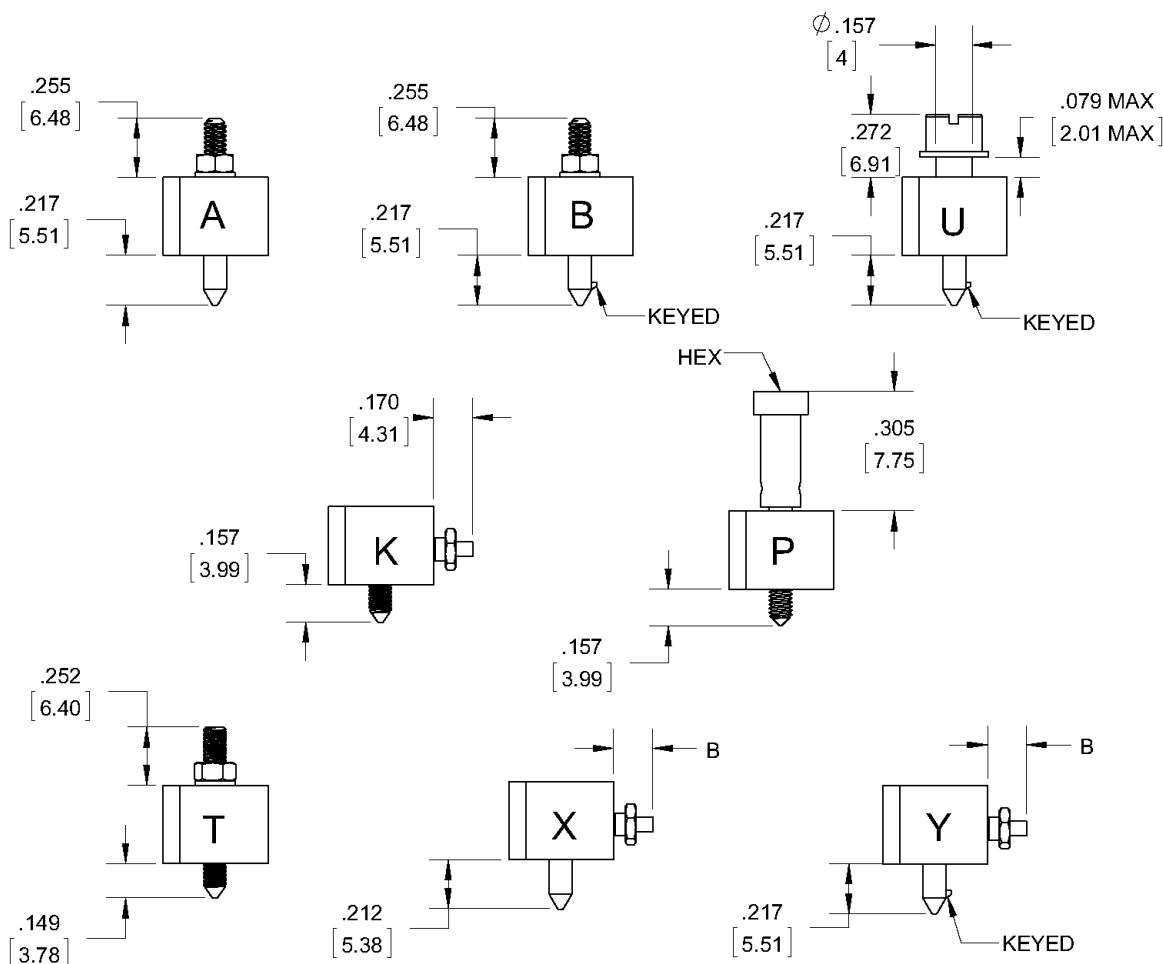 .255
[6.48]
.217
[5.51]
A
.255
[6.48]
.217
[5.51]
B
KEYED
∅ .157
[4]
.079 MAX
[2.01 MAX]
.272
[6.91]
.217
[5.51]
U
KEYED
.170
[4.31]
.157
[3.99]
K
HEX
.305
[7.75]
P
.157
[3.99]
.252
[6.40]
T
.149
[3.78]
B
X
.212
[5.38]
B
Y
.217
[5.51]
KEYED